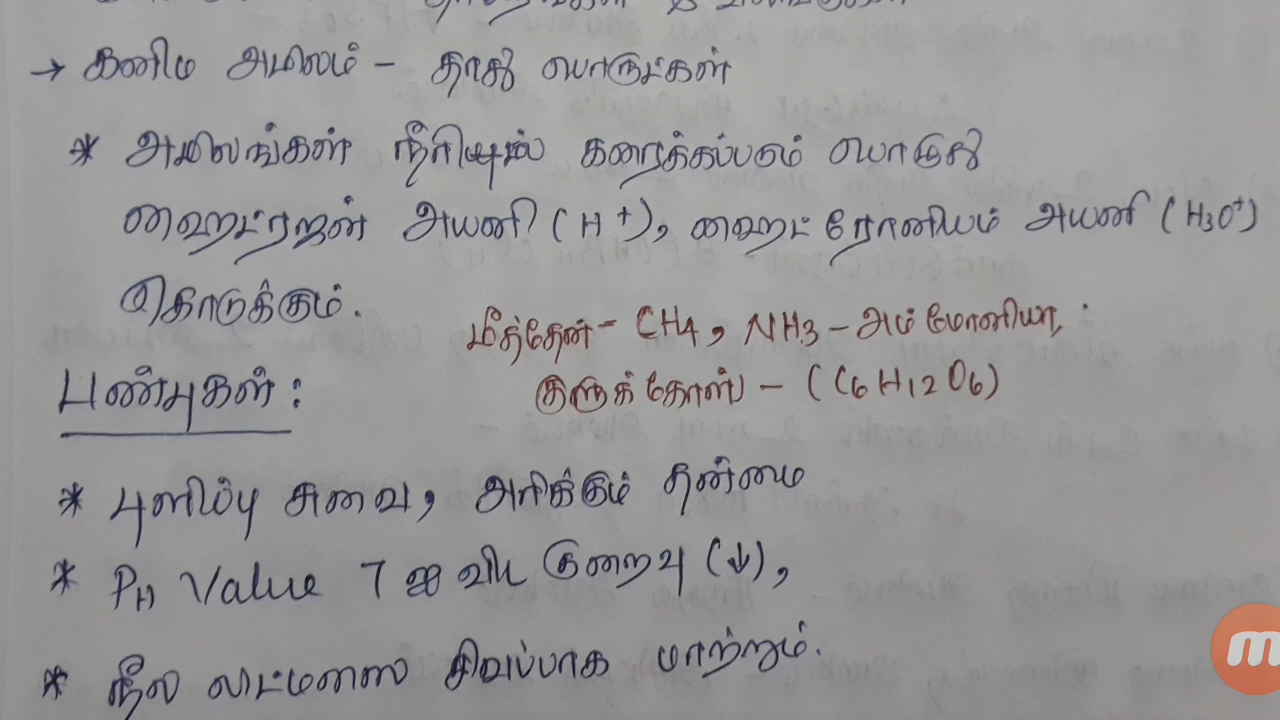 → கனிம அமிலம் - தாது பொருட்கள்
* அமிலங்கள் நீரியில் கரைக்கப்படும் பொழுது
ஹைட்ரஜன் அயனி (H+), ஹைட்ரோனியம் அயனி (H3O+)
கொடுக்கும்.
மீத்தேன் - CH4, NH3 - அம்மோனியா,
குளுக்கோஸ் - (C6H12O6)
பண்புகள்:
* புளிப்பு சுவை, அரிக்கும் தன்மை
* PH Value 7 ஐ விட குறைவு (↓),
* நீல லிட்மஸை சிவப்பாக மாற்றும்.